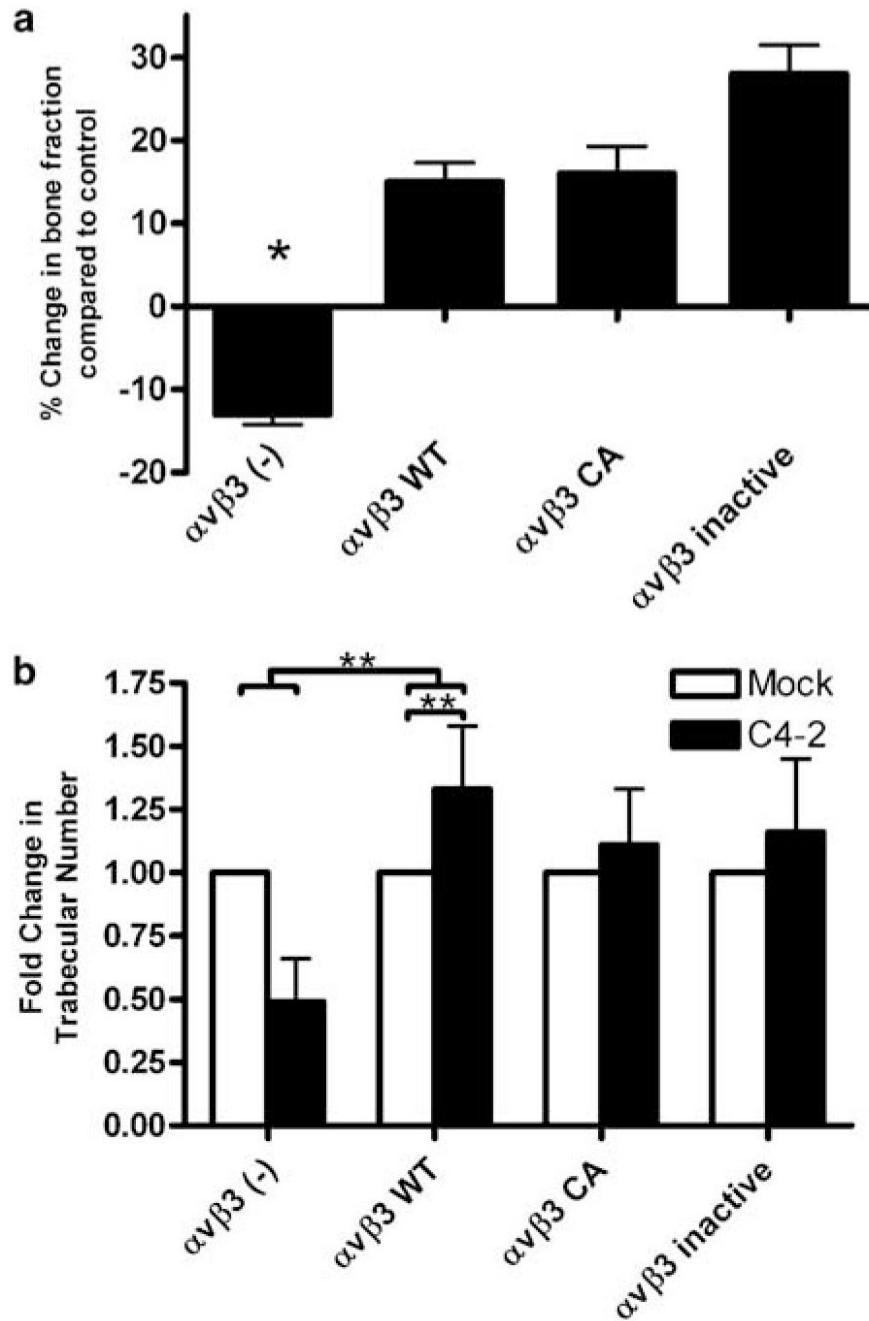 a
% Change in bone fraction
compared to control
30
20
10
0
-10
-20
*
αvβ3 (-)
αvβ3 WT
αvβ3 CA
αvβ3 inactive
b
Fold Change in
Trabecular Number
1.75
1.50
1.25
1.00
0.75
0.50
0.25
0.00
**
**
Mock
C4-2
αvβ3 (-)
αvβ3 WT
αvβ3 CA
αvβ3 inactive